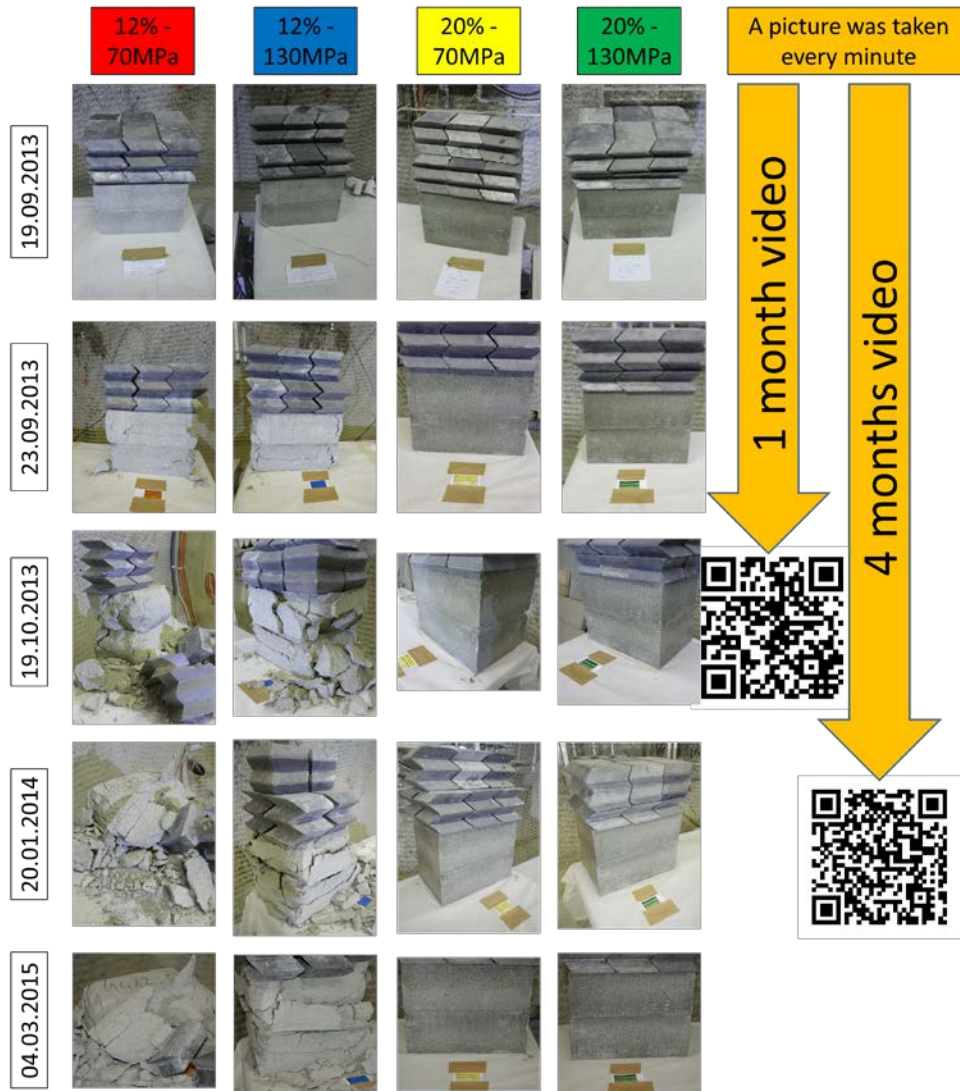 12% -
70MPa
12% -
130MPa
20% -
70MPa
20% -
130MPa
A picture was taken
every minute
19.09.2013
23.09.2013
19.10.2013
20.01.2014
04.03.2015
1 month video
4 months video